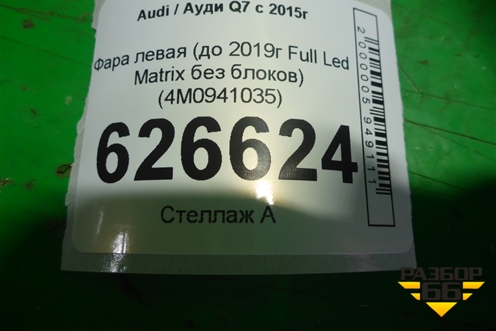 Audi / Ауди Q7 с 2015г
Фара левая (до 2019г Full Led
Matrix без блоков)
(4M0941035)
626624
Стеллаж А
2000005949111
РАЗБОР
66